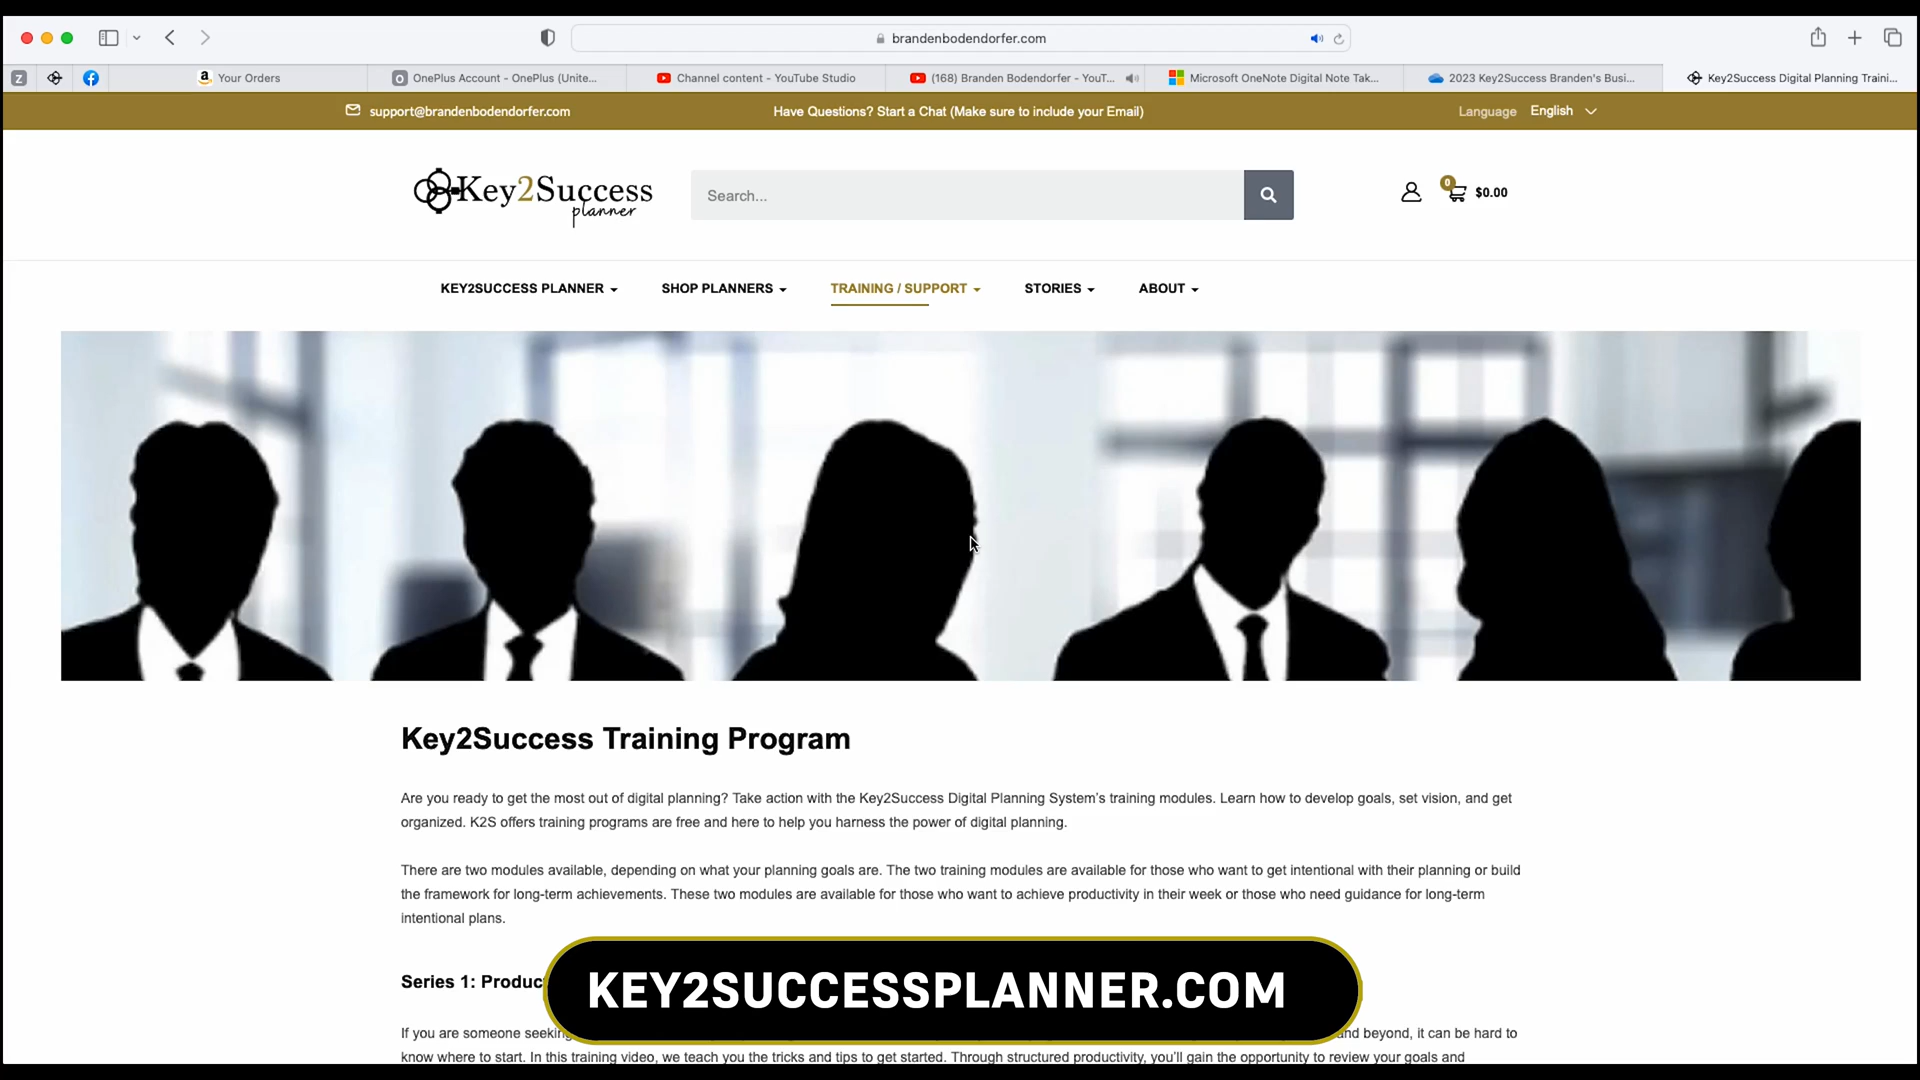 brandenbodendorfer.com
Z
a Your Orders
O OnePlus Account - OnePlus (Unite...
Channel content - YouTube Studio
(168) Branden Bodendorfer - YouT...
Microsoft OneNote Digital Note Tak...
2023 Key2Success Branden's Busi...
Key2Success Digital Planning Traini...
support@brandenbodendorfer.com
Have Questions? Start a Chat (Make sure to include your Email)
Language English
Key2Success
planner
Search...
0
$0.00
KEY2SUCCESS PLANNER
SHOP PLANNERS
TRAINING / SUPPORT
STORIES
ABOUT
Key2Success Training Program
Are you ready to get the most out of digital planning? Take action with the Key2Success Digital Planning System's training modules. Learn how to develop goals, set vision, and get
organized. K2S offers training programs are free and here to help you harness the power of digital planning.
There are two modules available, depending on what your planning goals are. The two training modules are available for those who want to get intentional with their planning or build
the framework for long-term achievements. These two modules are available for those who want to achieve productivity in their week or those who need guidance for long-term
intentional plans.
Series 1:
KEY2SUCCESSPLANNER.COM
If you are someone and beyond, it can be hard to
know where to start. In this training video, we teach you the tricks and tips to get started. Through structured productivity, you'll gain the opportunity to review your goals and